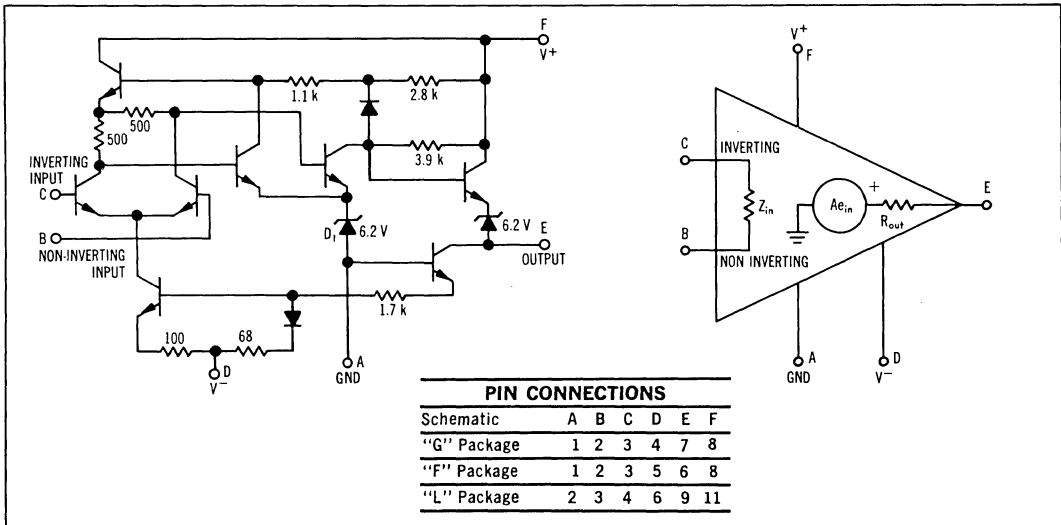 F
V+
1.1 k
2.8 k
500
500
3.9 k
INVERTING
INPUT
C
B
NON-INVERTING
INPUT
D₁
6.2 V
6.2 V
E
OUTPUT
1.7 k
100
68
D
V−
A
GND
V+
F
C
INVERTING
Zin
B
NON INVERTING
Aein
+
Rout
E
A
GND
D
V−
PIN CONNECTIONS
Schematic A B C D E F
"G" Package 1 2 3 4 7 8
"F" Package 1 2 3 5 6 8
"L" Package 2 3 4 6 9 11